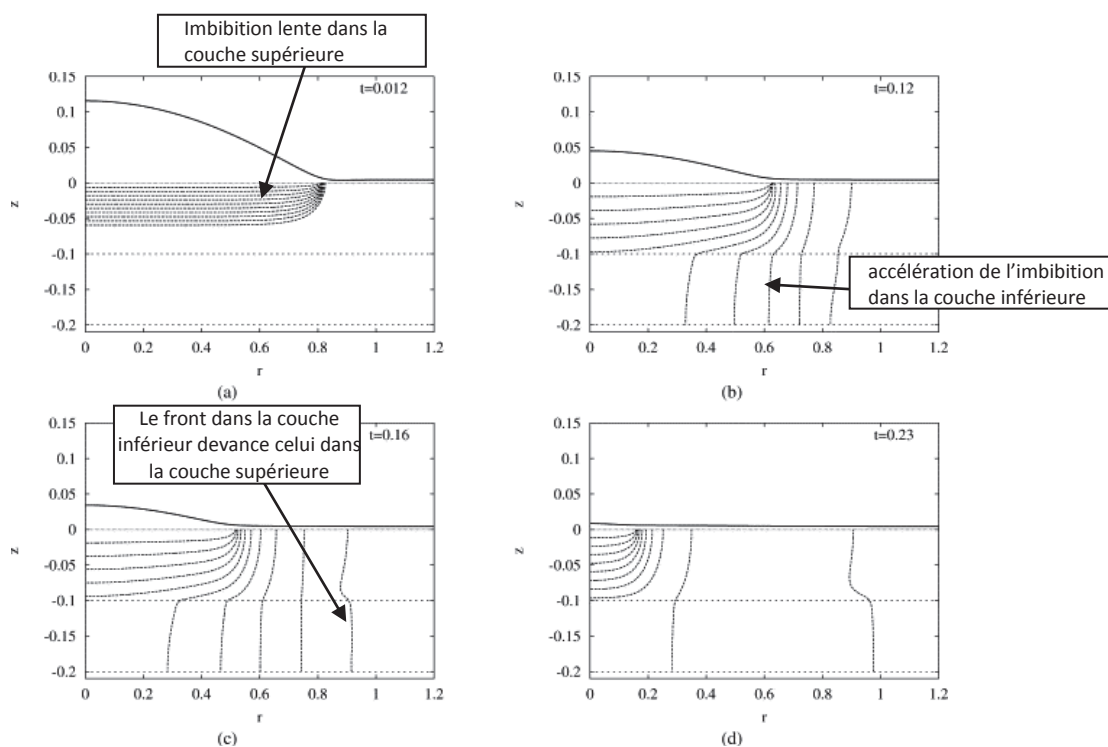 Imbibition lente dans la
couche supérieure
0.15
0.1
0.05
0
-0.05
-0.1
-0.15
-0.2
z
t=0.012
0 0.2 0.4 0.6 0.8 1 1.2
r
(a)
0.15
0.1
0.05
0
-0.05
-0.1
-0.15
-0.2
z
t=0.12
accélération de l'imbibition
dans la couche inférieure
0 0.2 0.4 0.6 0.8 1 1.2
r
(b)
Le front dans la couche
inférieur devance celui dans
la couche supérieure
0.15
0.1
0.05
0
-0.05
-0.1
-0.15
-0.2
z
t=0.16
0 0.2 0.4 0.6 0.8 1 1.2
r
(c)
0.15
0.1
0.05
0
-0.05
-0.1
-0.15
-0.2
z
t=0.23
0 0.2 0.4 0.6 0.8 1 1.2
r
(d)